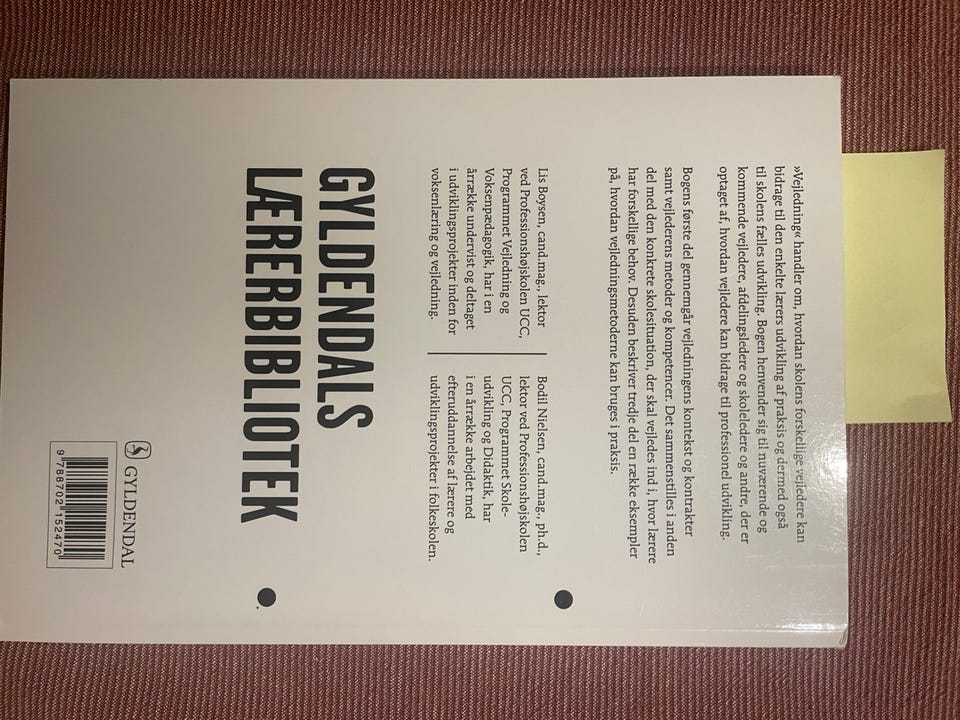 »Vejledning« handler om, hvordan skolens forskellige vejledere kan
bidrage til den enkelte lærers udvikling af praksis og dermed også
til skolens fælles udvikling. Bogen henvender sig til nuværende og
kommende vejledere, afdelingsledere og skoleledere og andre, der er
optaget af, hvordan vejledere kan bidrage til professionel udvikling.
Bogens første del gennemgår vejledningens kontekst og kontrakter
samt vejlederens metoder og kompetencer. Det sammenstilles i anden
del med den konkrete skolesituation, der skal vejledes ind i, hvor lærere
har forskellige behov. Desuden beskriver tredje del en række eksempler
på, hvordan vejledningsmetoderne kan bruges i praksis.
Lis Boysen, cand.mag., lektor
ved Professionshøjskolen UCC,
Programmet Vejledning og
Voksenpædagogik, har i en
årrække undervist og deltaget
i udviklingsprojekter inden for
voksenlæring og vejledning.
Bodil Nielsen, cand.mag., ph.d.,
lektor ved Professionshøjskolen
UCC, Programmet Skole-
udvikling og Didaktik, har
i en årrække arbejdet med
efteruddannelse af lærere og
udviklingsprojekter i folkeskolen.
GYLDENDALS
LÆRERBIBLIOTEK
GYLDENDAL
9 788702 152470